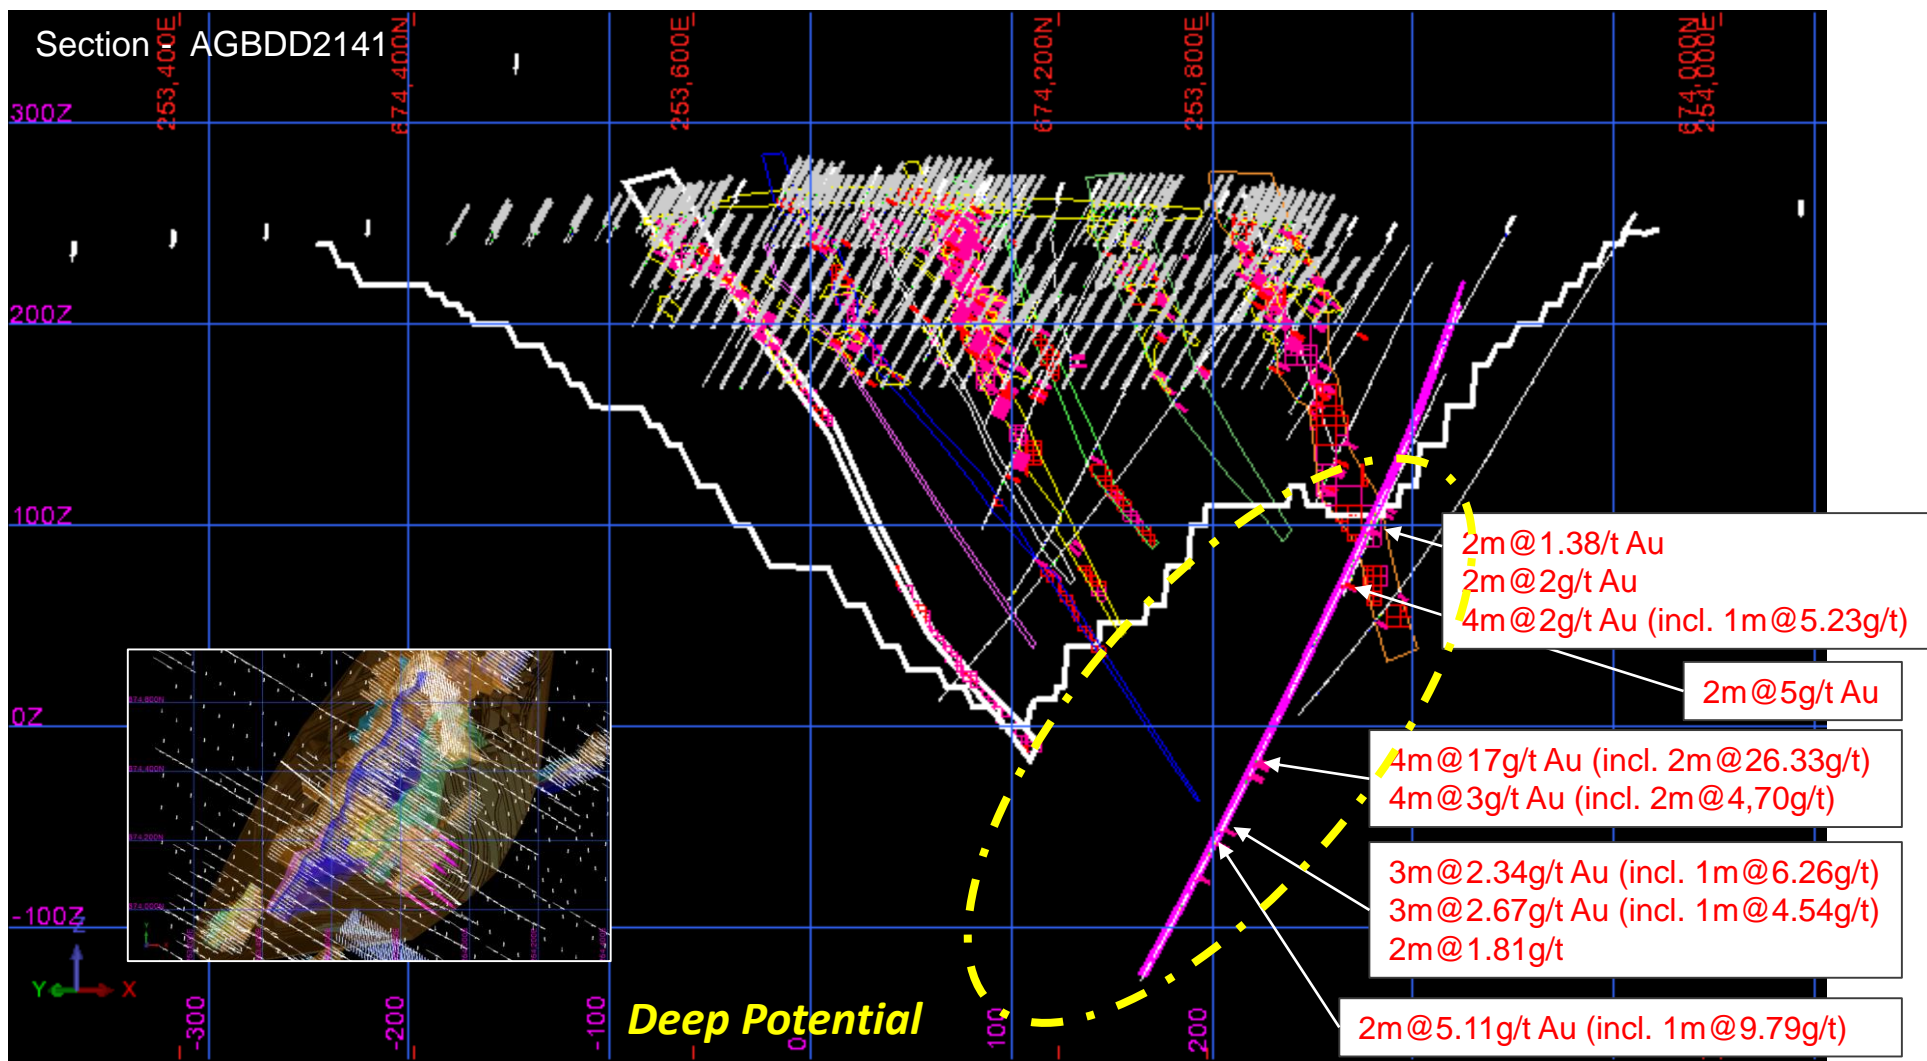 Section - AGBDD2141
253,400E
674,400N
253,600E
674,200N
253,800E
674,000N
254,000E
300Z
200Z
100Z
0Z
-100Z
2m@1.38/t Au
2m@2g/t Au
4m@2g/t Au (incl. 1m@5.23g/t)
2m@5g/t Au
4m@17g/t Au (incl. 2m@26.33g/t)
4m@3g/t Au (incl. 2m@4,70g/t)
3m@2.34g/t Au (incl. 1m@6.26g/t)
3m@2.67g/t Au (incl. 1m@4.54g/t)
2m@1.81g/t
2m@5.11g/t Au (incl. 1m@9.79g/t)
Z
Y X
-300
-200
-100
0
100
200
Deep Potential